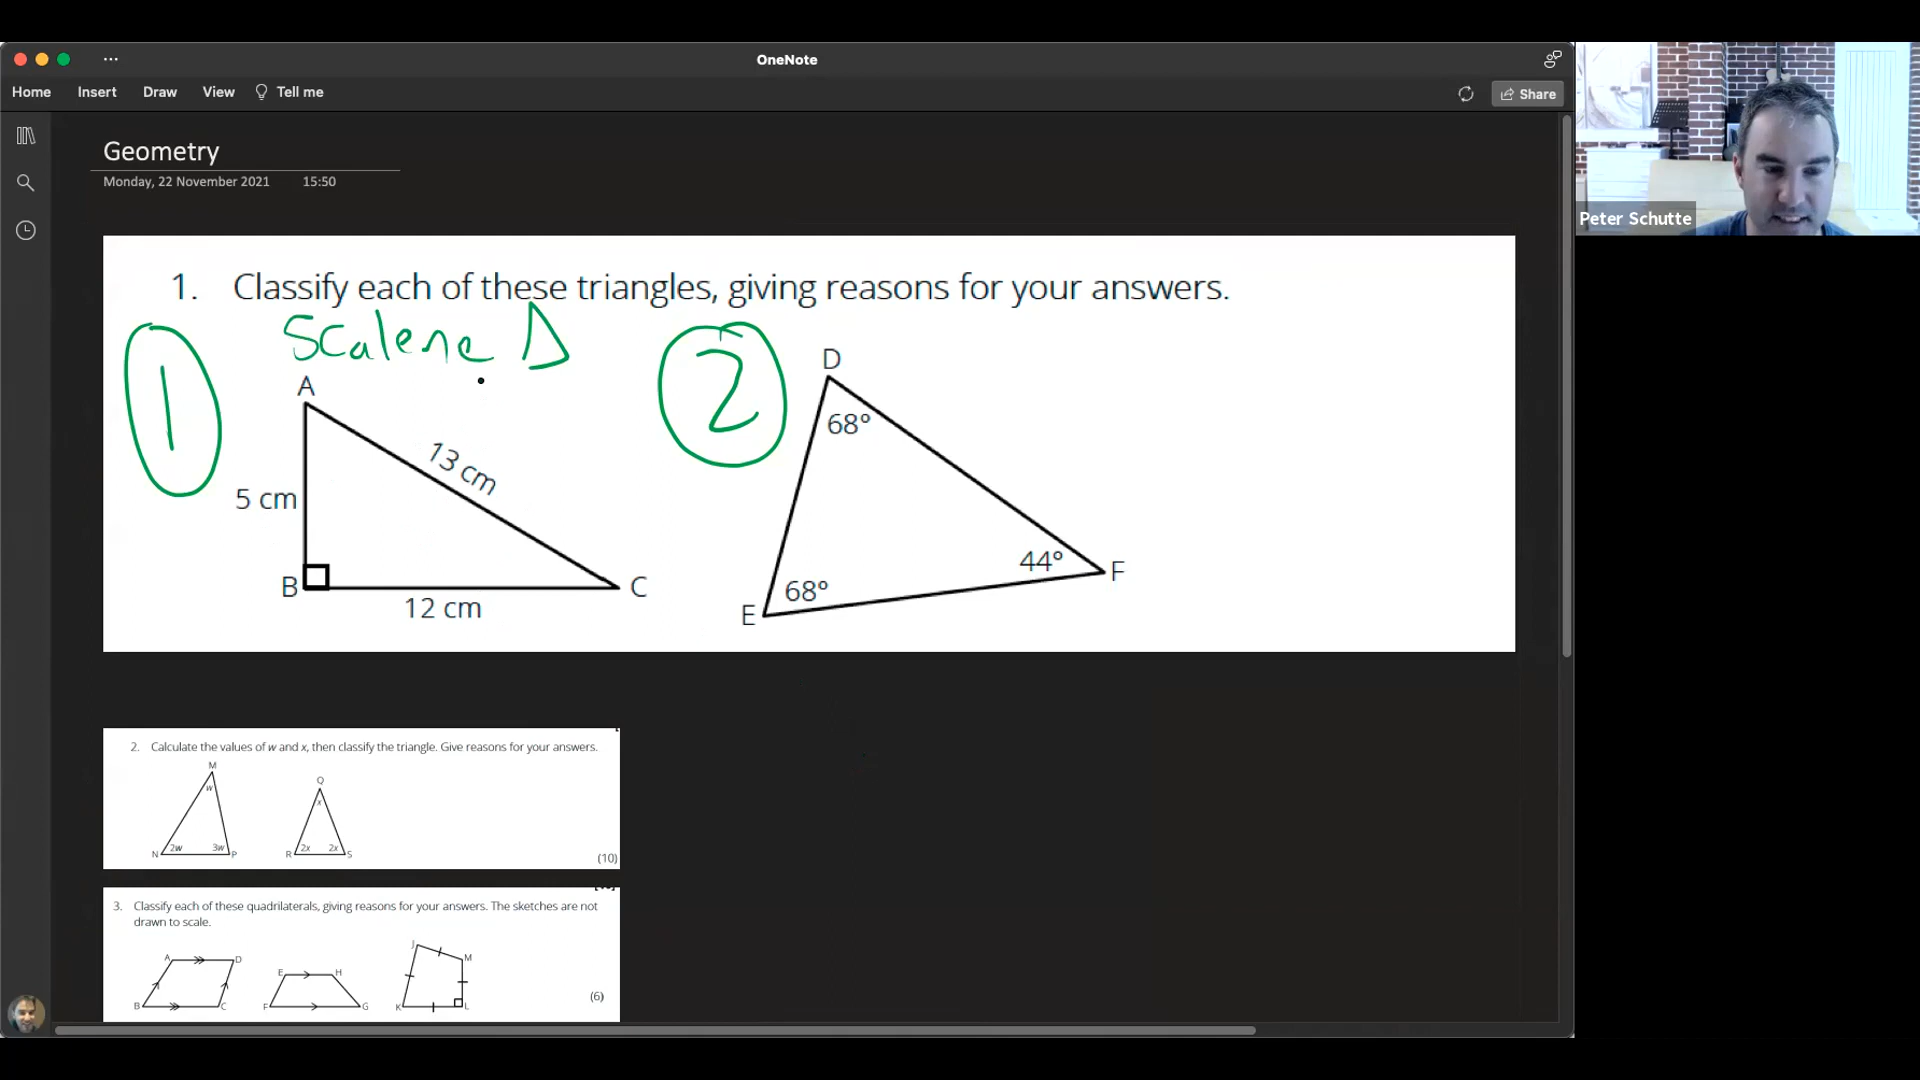 OneNote
Home Insert Draw View Tell me
Share
Geometry
Monday, 22 November 2021 15:50
Peter Schutte
1. Classify each of these triangles, giving reasons for your answers.
1 Scalene Δ
2
A
13 cm
5 cm
B
C
12 cm
D
68°
44°
F
68°
E
2. Calculate the values of w and x, then classify the triangle. Give reasons for your answers.
M
Q
w
x
N 2w 3w P
R 2x 2x S
(10)
3. Classify each of these quadrilaterals, giving reasons for your answers. The sketches are not
drawn to scale.
A D
E H
J
M
B C
F G
K L
(6)